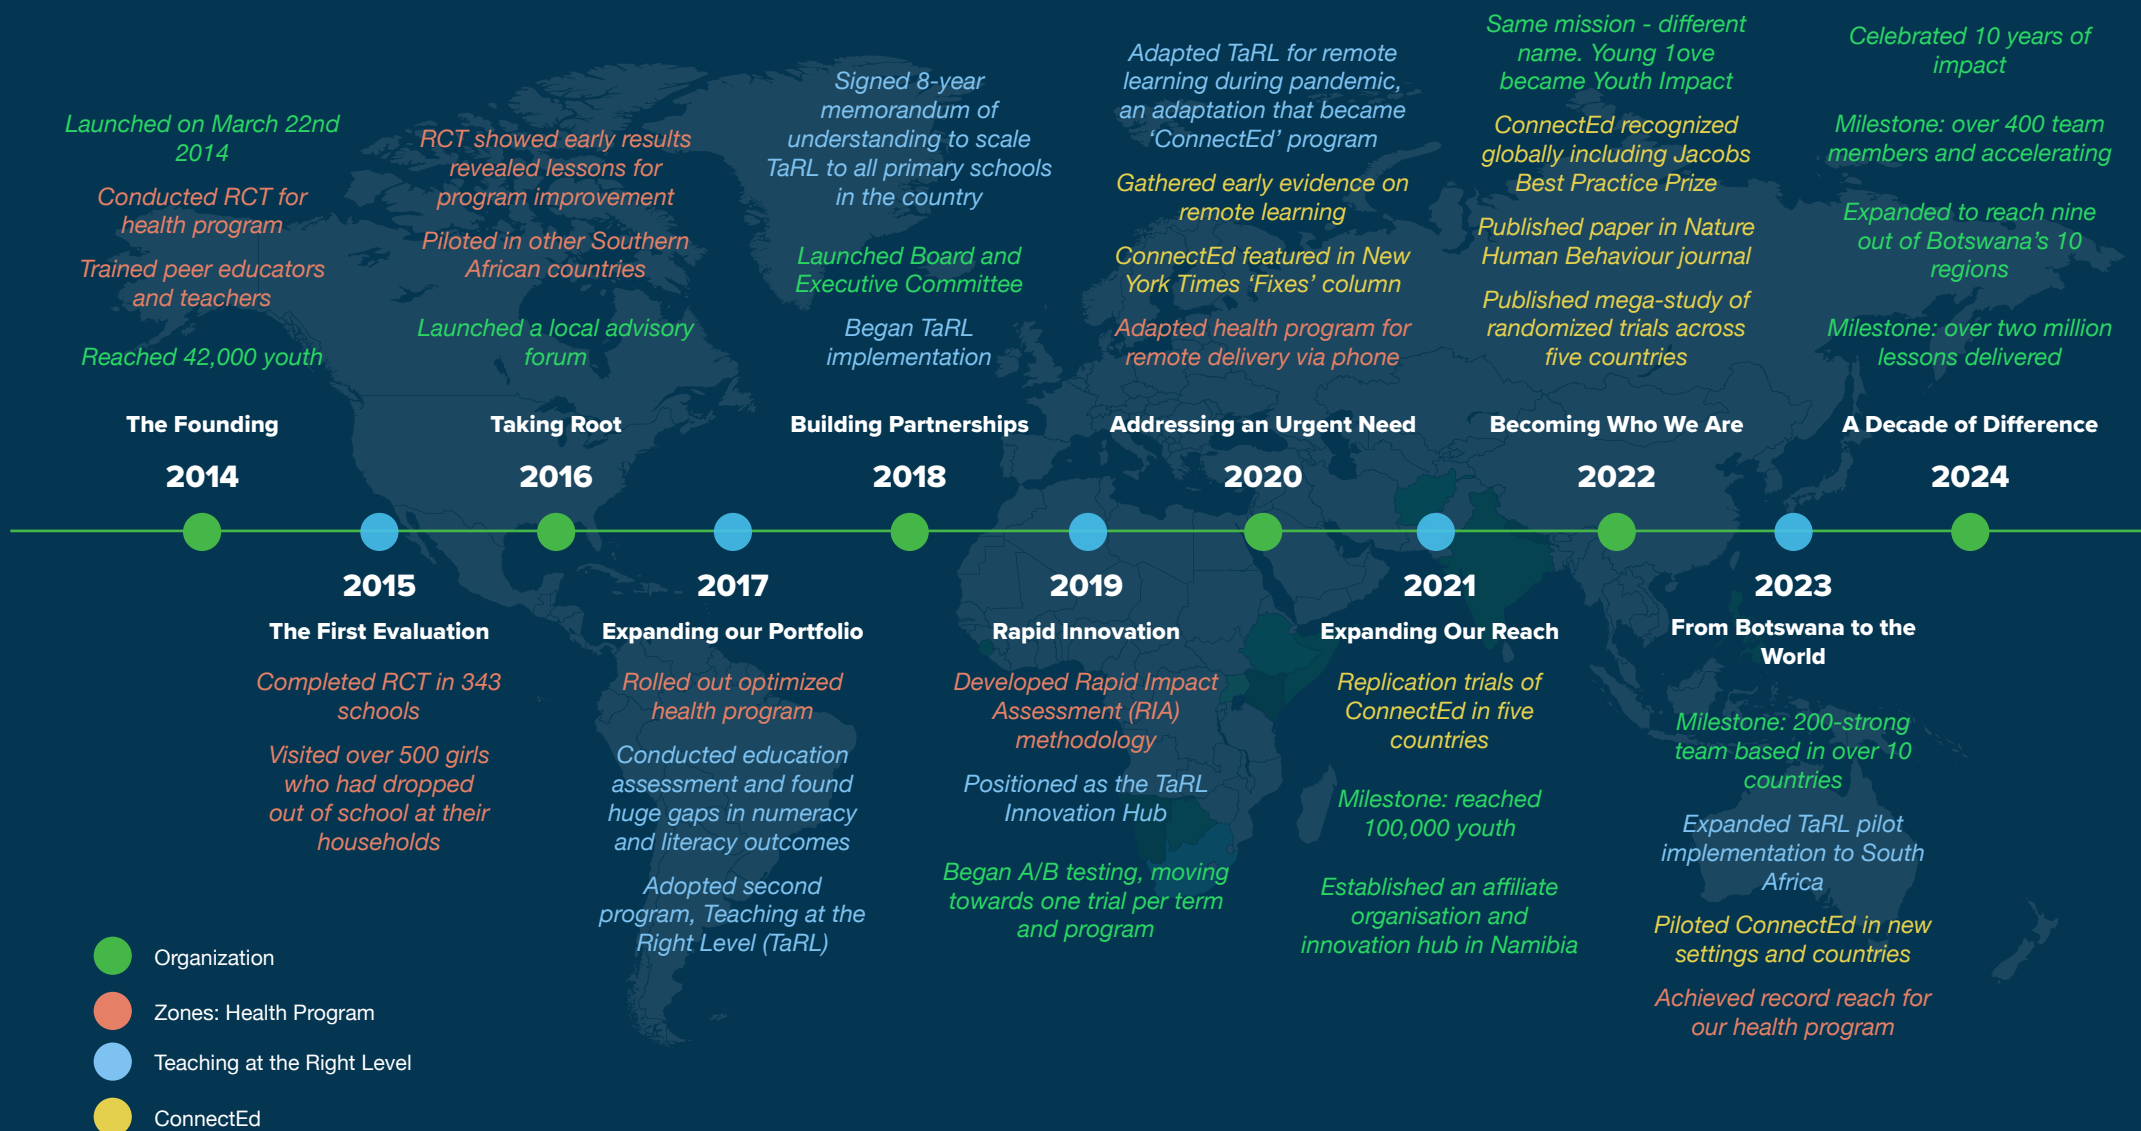 Launched on March 22nd
2014
Conducted RCT for
health program
Trained peer educators
and teachers
Reached 42,000 youth
The Founding
2014
RCT showed early results
revealed lessons for
program improvement
Piloted in other Southern
African countries
Launched a local advisory
forum
Taking Root
2016
Signed 8-year
memorandum of
understanding to scale
TaRL to all primary schools
in the country
Launched Board and
Executive Committee
Began TaRL
implementation
Building Partnerships
2018
Adapted TaRL for remote
learning during pandemic,
an adaptation that became
‘ConnectEd’ program
Gathered early evidence on
remote learning
ConnectEd featured in New
York Times ‘Fixes’ column
Adapted health program for
remote delivery via phone
Addressing an Urgent Need
2020
Same mission - different
name. Young 1ove
became Youth Impact
ConnectEd recognized
globally including Jacobs
Best Practice Prize
Published paper in Nature
Human Behaviour journal
Published mega-study of
randomized trials across
five countries
Becoming Who We Are
2022
Celebrated 10 years of
impact
Milestone: over 400 team
members and accelerating
Expanded to reach nine
out of Botswana’s 10
regions
Milestone: over two million
lessons delivered
A Decade of Difference
2024
2015
The First Evaluation
Completed RCT in 343
schools
Visited over 500 girls
who had dropped
out of school at their
households
2017
Expanding our Portfolio
Rolled out optimized
health program
Conducted education
assessment and found
huge gaps in numeracy
and literacy outcomes
Adopted second
program, Teaching at the
Right Level (TaRL)
2019
Rapid Innovation
Developed Rapid Impact
Assessment (RIA)
methodology
Positioned as the TaRL
Innovation Hub
Began A/B testing, moving
towards one trial per term
and program
2021
Expanding Our Reach
Replication trials of
ConnectEd in five
countries
Milestone: reached
100,000 youth
Established an affiliate
organisation and
innovation hub in Namibia
2023
From Botswana to the
World
Milestone: 200-strong
team based in over 10
countries
Expanded TaRL pilot
implementation to South
Africa
Piloted ConnectEd in new
settings and countries
Achieved record reach for
our health program
Organization
Zones: Health Program
Teaching at the Right Level
ConnectEd